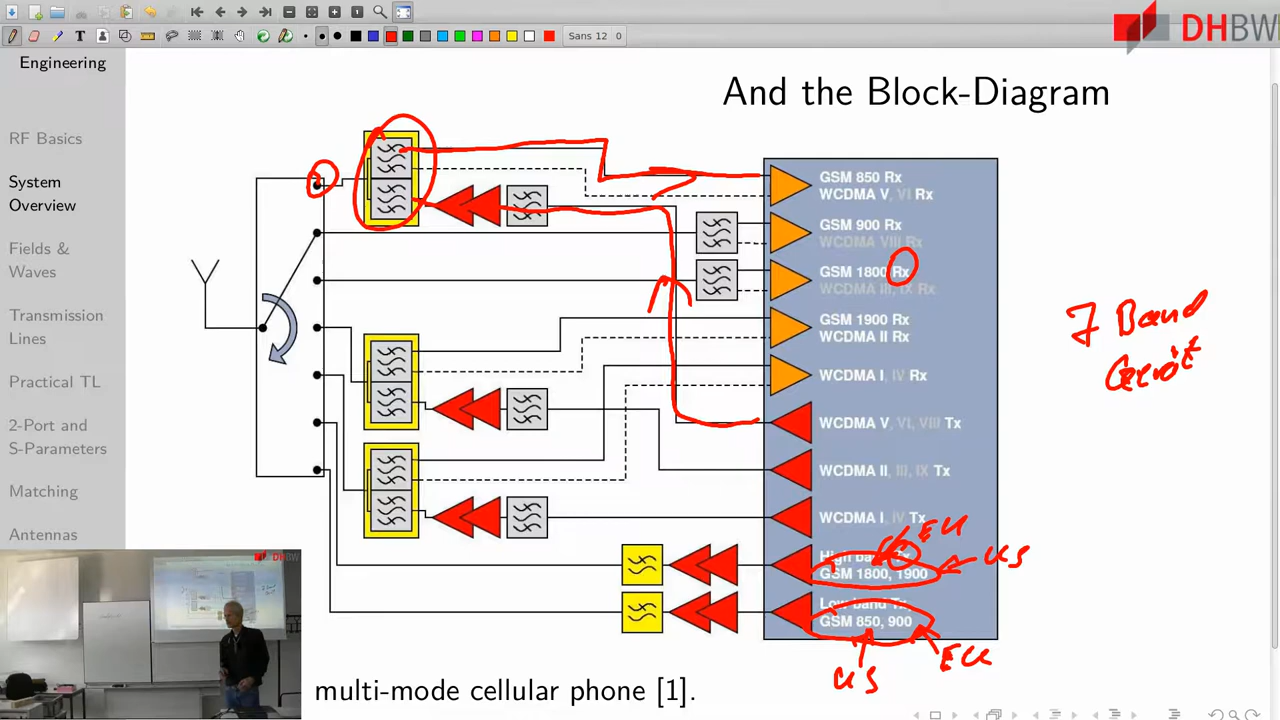 Sans 12 0
DHBW
Engineering
And the Block-Diagram
RF Basics
System
Overview
Fields &
Waves
Transmission
Lines
Practical TL
2-Port and
S-Parameters
Matching
Antennas
GSM 850 Rx
WCDMA V, VI Rx
GSM 900 Rx
WCDMA VIII Rx
GSM 1800 Rx
WCDMA III, IX Rx
GSM 1900 Rx
WCDMA II Rx
WCDMA I, IV Rx
WCDMA V, VI, VIII Tx
WCDMA II, III, IX Tx
WCDMA I, IV Tx
High band Tx
GSM 1800, 1900
Low band Tx
GSM 850, 900
7 Band
Gerät
EU
US
US
EU
multi-mode cellular phone [1].